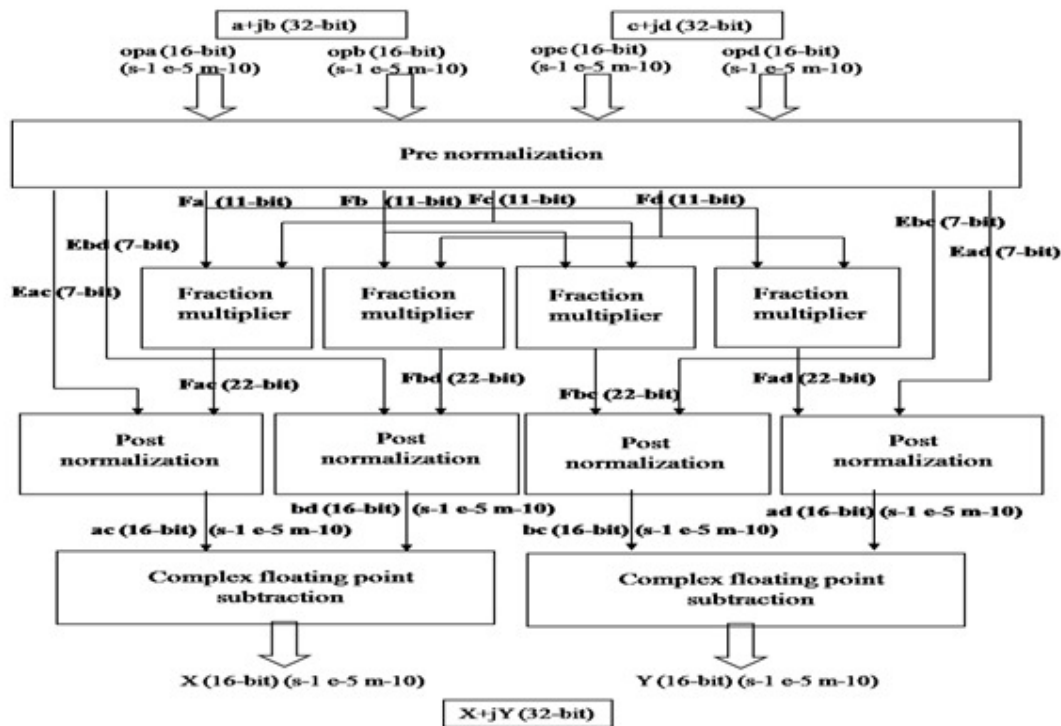 a+jb (32-bit)
c+jd (32-bit)
opa (16-bit)
(s-1 e-5 m-10)
opb (16-bit)
(s-1 e-5 m-10)
opc (16-bit)
(s-1 e-5 m-10)
opd (16-bit)
(s-1 e-5 m-10)
Pre normalization
Fa (11-bit)
Fb (11-bit)
Fc (11-bit)
Fd (11-bit)
Ebc (7-bit)
Ebd (7-bit)
Ead (7-bit)
Eac (7-bit)
Fraction
multiplier
Fraction
multiplier
Fraction
multiplier
Fraction
multiplier
Fac (22-bit)
Fbd (22-bit)
Fbc (22-bit)
Fad (22-bit)
Post
normalization
Post
normalization
Post
normalization
Post
normalization
ac (16-bit) (s-1 e-5 m-10)
bd (16-bit) (s-1 e-5 m-10)
bc (16-bit) (s-1 e-5 m-10)
ad (16-bit) (s-1 e-5 m-10)
Complex floating point
subtraction
Complex floating point
subtraction
X (16-bit) (s-1 e-5 m-10)
Y (16-bit) (s-1 e-5 m-10)
X+jY (32-bit)